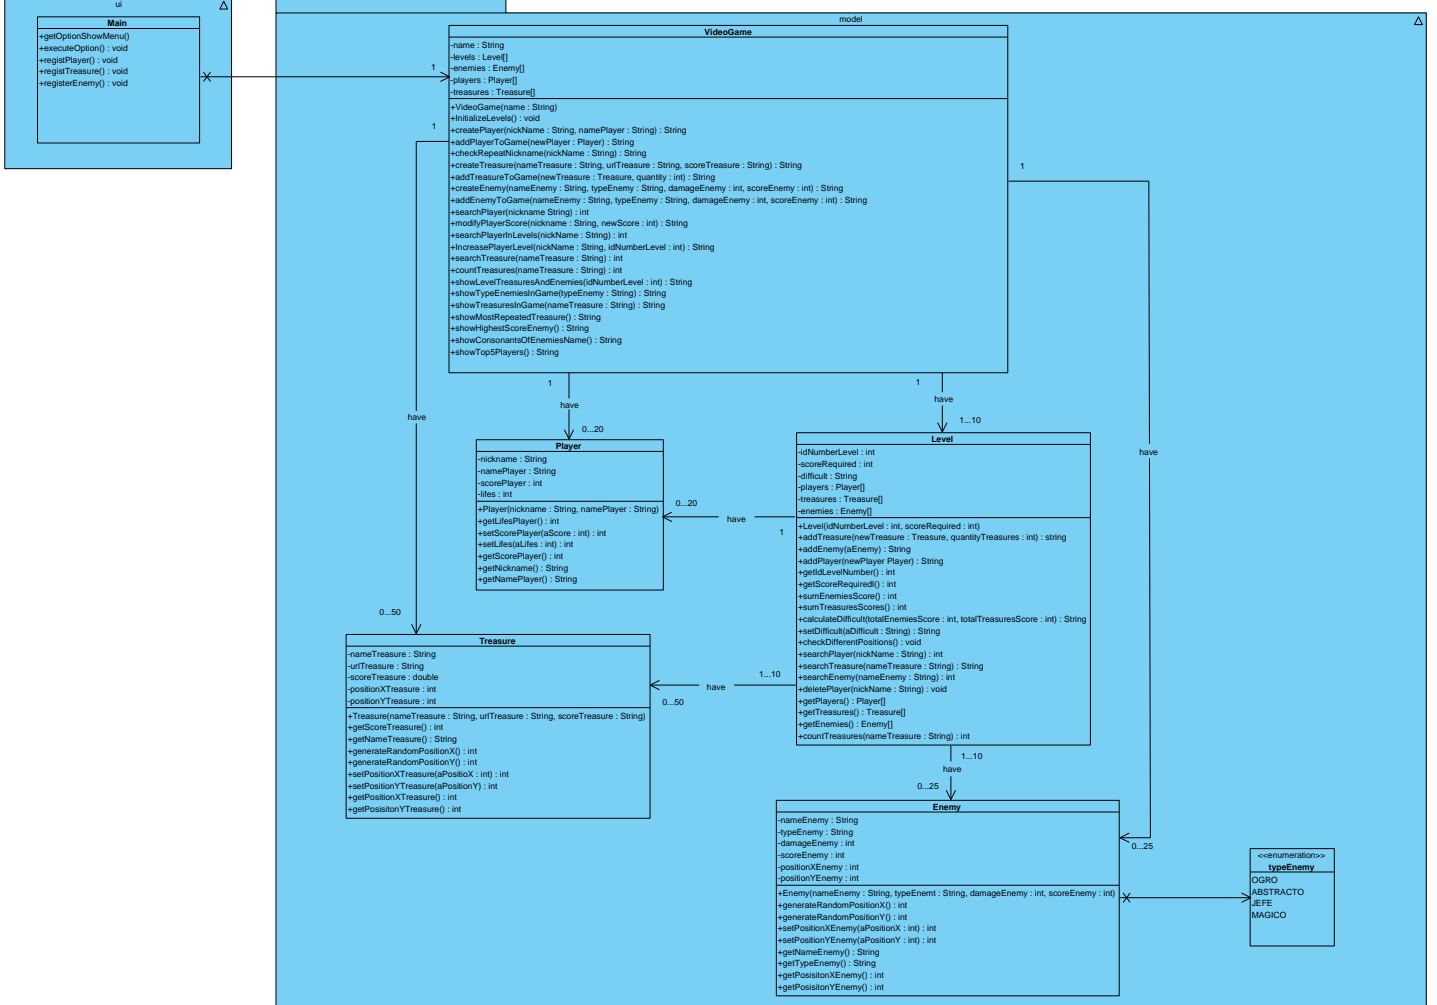 ui
Main
+getOptionShowMenu()
+executeOption() : void
+registPlayer() : void
+registTreasure() : void
+registerEnemy() : void
model
VideoGame
-name : String
-levels : Level[]
-enemies : Enemy[]
-players : Player[]
-treasures : Treasure[]
+VideoGame(name : String)
+InitializeLevels() : void
+createPlayer(nickName : String, namePlayer : String) : String
+addPlayerToGame(newPlayer : Player) : String
+checkRepeatNickname(nickName : String) : String
+createTreasure(nameTreasure : String, urlTreasure : String, scoreTreasure : String) : String
+addTreasureToGame(newTreasure : Treasure, quantity : int) : String
+createEnemy(nameEnemy : String, typeEnemy : String, damageEnemy : int, scoreEnemy : int) : String
+addEnemyToGame(nameEnemy : String, typeEnemy : String, damageEnemy : int, scoreEnemy : int) : String
+searchPlayer(nickname String) : int
+modifyPlayerScore(nickname : String, newScore : int) : String
+searchPlayerInLevels(nickName : String) : int
+IncreasePlayerLevel(nickName : String, idNumberLevel : int) : String
+searchTreasure(nameTreasure : String) : int
+countTreasures(nameTreasure : String) : int
+showLevelTreasuresAndEnemies(idNumberLevel : int) : String
+showTypeEnemiesInGame(typeEnemy : String) : String
+showTreasuresInGame(nameTreasure : String) : String
+showMostRepeatedTreasure() : String
+showHighestScoreEnemy() : String
+showConsonantsOfEnemiesName() : String
+showTop5Players() : String
1
1
1
1
1
have
have
have
have
0...20
1...10
Player
-nickname : String
-namePlayer : String
-scorePlayer : int
-lifes : int
+Player(nickname : String, namePlayer : String)
+getLifesPlayer() : int
+setScorePlayer(aScore : int) : int
+setLifes(aLifes : int) : int
+getScorePlayer() : int
+getNickname() : String
+getNamePlayer() : String
0...20
have
1
Level
-idNumberLevel : int
-scoreRequired : int
-difficult : String
-players : Player[]
-treasures : Treasure[]
-enemies : Enemy[]
+Level(idNumberLevel : int, scoreRequired : int)
+addTreasure(newTreasure : Treasure, quantityTreasures : int) : string
+addEnemy(aEnemy) : String
+addPlayer(newPlayer Player) : String
+getIdLevelNumber() : int
+getScoreRequiredl() : int
+sumEnemiesScore() : int
+sumTreasuresScores() : int
+calculateDifficult(totalEnemiesScore : int, totalTreasuresScore : int) : String
+setDifficult(aDifficult : String) : String
+checkDifferentPositions() : void
+searchPlayer(nickName : String) : int
+searchTreasure(nameTreasure : String) : String
+searchEnemy(nameEnemy : String) : int
+deletePlayer(nickName : String) : void
+getPlayers() : Player[]
+getTreasures() : Treasure[]
+getEnemies() : Enemy[]
+countTreasures(nameTreasure : String) : int
0...50
Treasure
-nameTreasure : String
-urlTreasure : String
-scoreTreasure : double
-positionXTreasure : int
-positionYTreasure : int
+Treasure(nameTreasure : String, urlTreasure : String, scoreTreasure : String)
+getScoreTreasure() : int
+getNameTreasure() : String
+generateRandomPositionX() : int
+generateRandomPositionY() : int
+setPositionXTreasure(aPositioX : int) : int
+setPositionYTreasure(aPositionY) : int
+getPositionXTreasure() : int
+getPosisitonYTreasure() : int
1...10
have
0...50
1...10
have
0...25
Enemy
-nameEnemy : String
-typeEnemy : String
-damageEnemy : int
-scoreEnemy : int
-positionXEnemy : int
-positionYEnemy : int
+Enemy(nameEnemy : String, typeEnemt : String, damageEnemy : int, scoreEnemy : int)
+generateRandomPositionX() : int
+generateRandomPositionY() : int
+setPositionXEnemy(aPositionX : int) : int
+setPositionYEnemy(aPositionY : int) : int
+getNameEnemy() : String
+getTypeEnemy() : String
+getPosisitonXEnemy() : int
+getPosisitonYEnemy() : int
0...25
<<enumeration>>
typeEnemy
OGRO
ABSTRACTO
JEFE
MAGICO